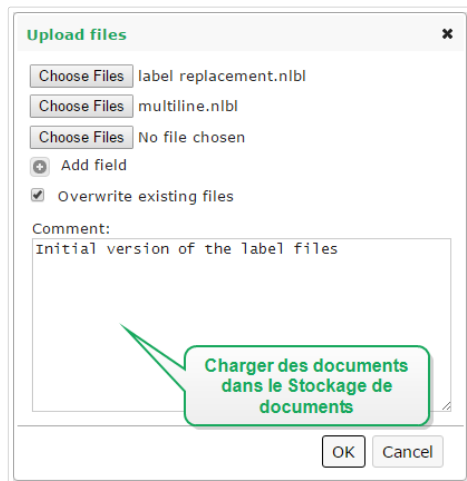 Upload files
Choose Files label replacement.nlbl
Choose Files multiline.nlbl
Choose Files No file chosen
Add field
Overwrite existing files
Comment:
Initial version of the label files
Charger des documents
dans le Stockage de
documents
OK Cancel